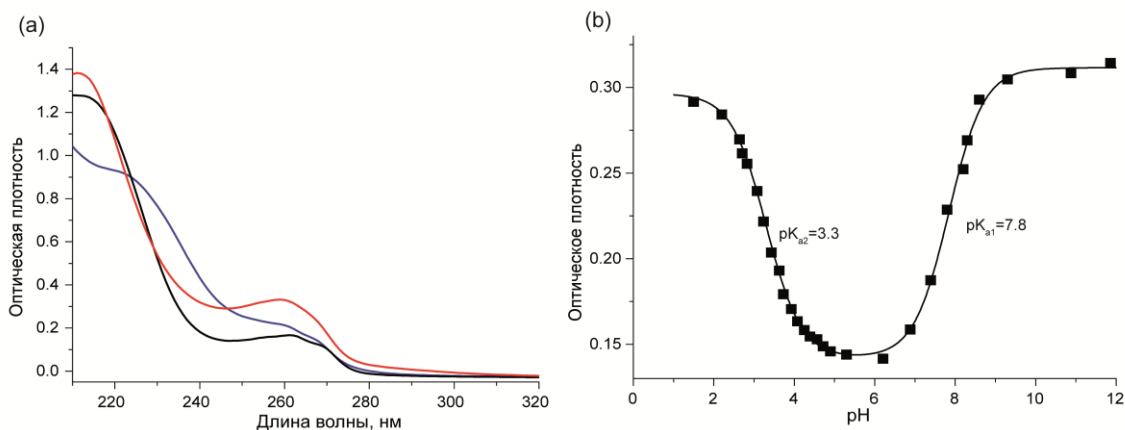 (a)
1.4
1.2
1.0
0.8
0.6
0.4
0.2
0.0
Оптическая плотность
220 240 260 280 300 320
Длина волны, нм
(b)
0.30
0.25
0.20
0.15
Оптическое плотность
pKa2=3.3
pKa1=7.8
0 2 4 6 8 10 12
pH